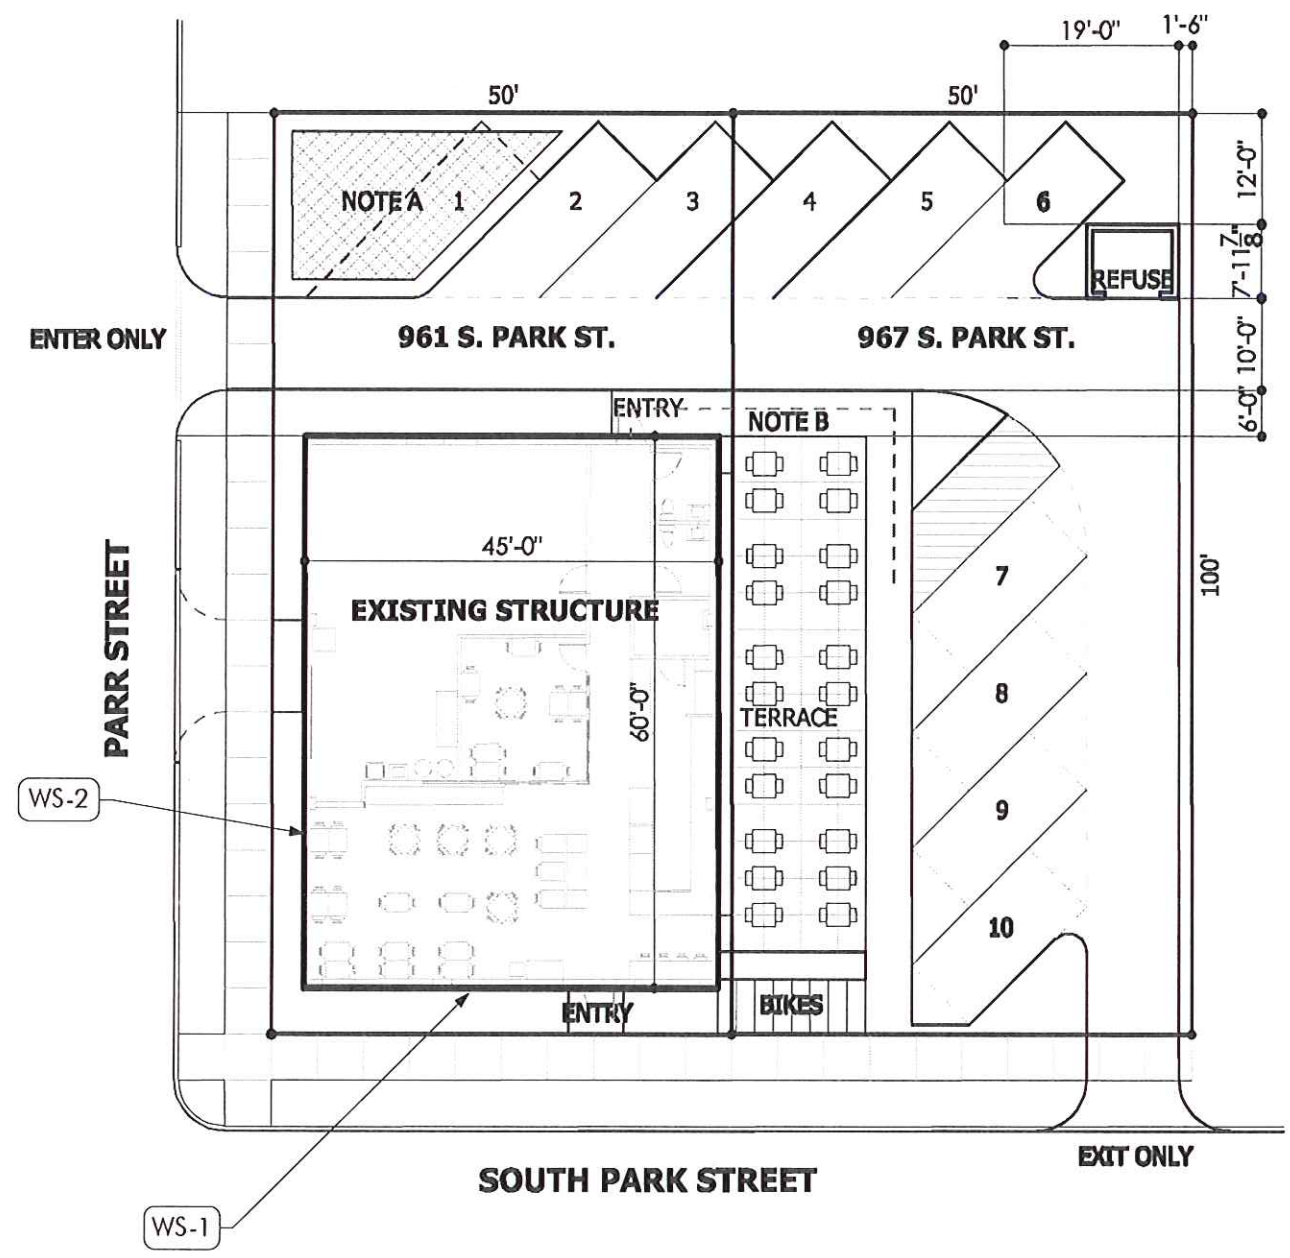 19'-0" 1'-6"
50' 50'
12'-0"
NOTE A 1 2 3 4 5 6
7'-11 7/8"
REFUSE
ENTER ONLY 961 S. PARK ST. 967 S. PARK ST.
10'-0"
6'-0"
ENTRY
NOTE B
45'-0"
EXISTING STRUCTURE
7
100'
PARR STREET
60'-0"
8
TERRACE
WS-2
9
10
ENTRY BIKES
EXIT ONLY
SOUTH PARK STREET
WS-1